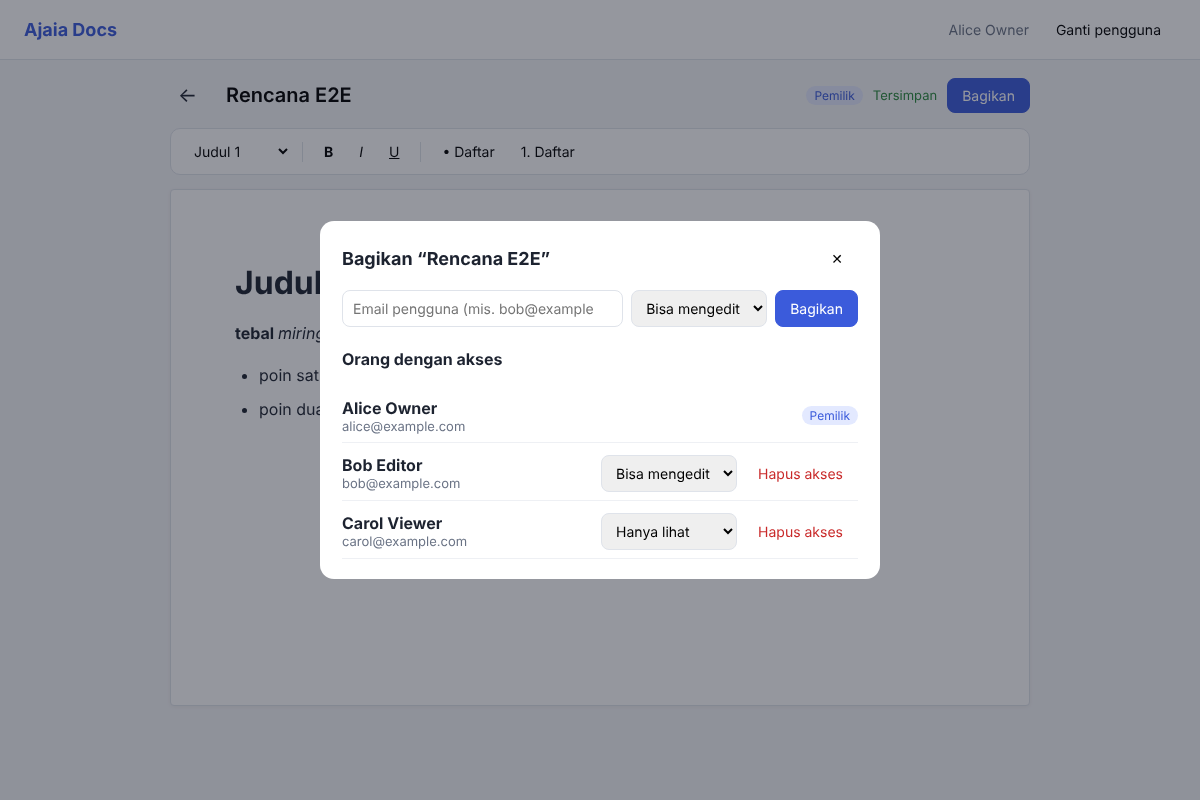 Ajaia Docs
Alice Owner
Ganti pengguna
←
Rencana E2E
Pemilik
Tersimpan
Bagikan
Judul 1
B
I
U
• Daftar
1. Daftar
Judul
tebal miring
• poin sat
• poin dua
Bagikan “Rencana E2E”
×
Email pengguna (mis. bob@example
Bisa mengedit
Bagikan
Orang dengan akses
Alice Owner
alice@example.com
Pemilik
Bob Editor
bob@example.com
Bisa mengedit
Hapus akses
Carol Viewer
carol@example.com
Hanya lihat
Hapus akses